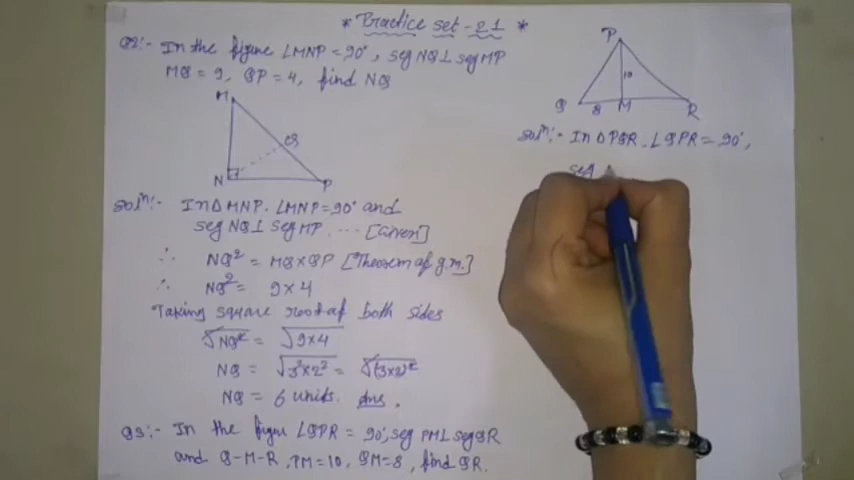 * Practice set - 2.1 *
Q2:- In the figure ∠MNP = 90°, seg NQ ⊥ seg MP
MQ = 9, QP = 4, find NQ
M
Q
N
P
Solⁿ:- In Δ MNP. ∠MNP = 90° and
seg NQ ⊥ seg MP .... [Given]
∴ NQ² = MQ × QP [Theorem of g.m.]
∴ NQ² = 9 × 4
Taking square root of both sides
√NQ² = √9×4
NQ = √3²×2² = √(3×2)²
NQ = 6 units. Ans.
Q3:- In the figure ∠QPR = 90°, seg PM ⊥ seg QR
and Q-M-R, PM = 10, QM = 8, find QR.
P
10
Q 8 M R
Solⁿ:- In Δ PQR, ∠QPR = 90°,
seg